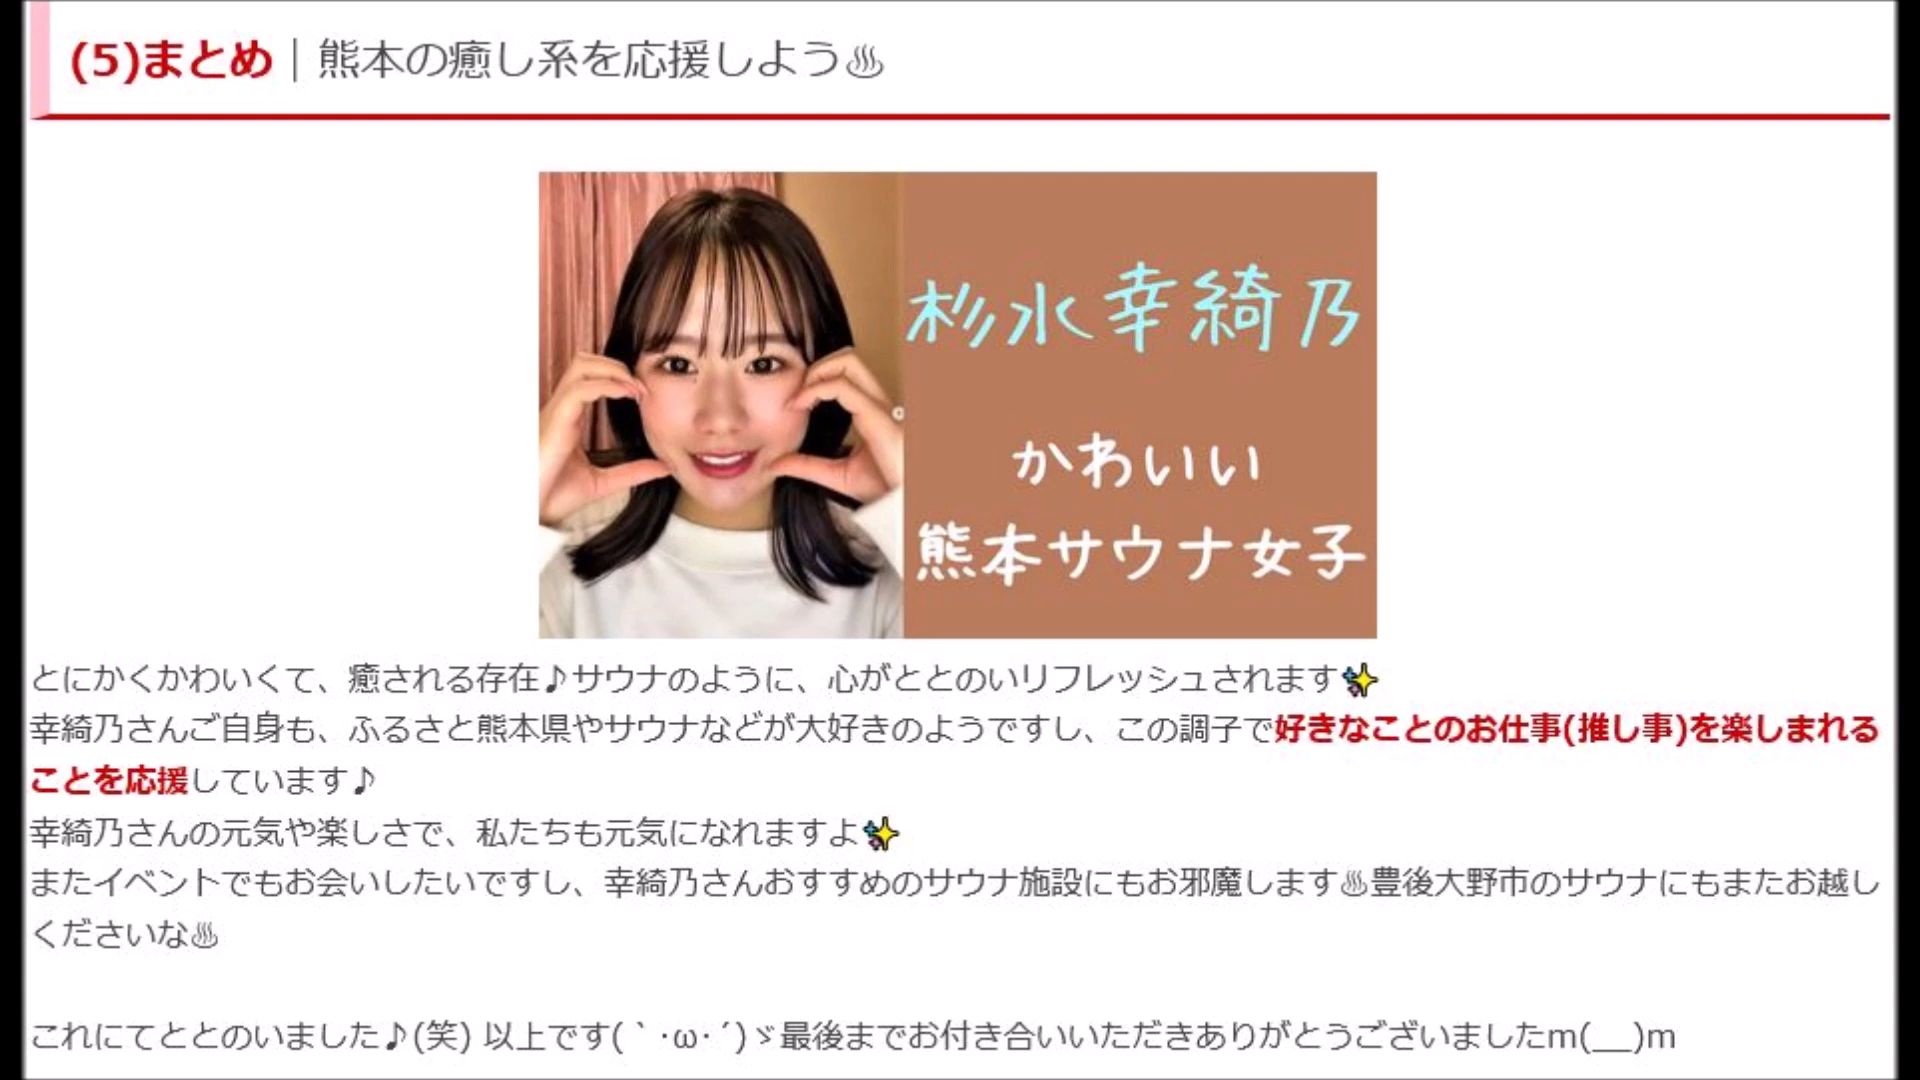 (5)まとめ｜熊本の癒し系を応援しよう♨
杉水幸綺乃
かわいい
熊本サウナ女子
とにかくかわいくて、癒される存在♪サウナのように、心がととのいリフレッシュされます✨
幸綺乃さんご自身も、ふるさと熊本県やサウナなどが大好きのようですし、この調子で好きなことのお仕事(推し事)を楽しまれる
ことを応援しています♪
幸綺乃さんの元気や楽しさで、私たちも元気になれますよ✨
またイベントでもお会いしたいですし、幸綺乃さんおすすめのサウナ施設にもお邪魔します♨豊後大野市のサウナにもまたお越し
くださいな♨
これにてととのいました♪(笑) 以上です(｀･ω･´)ゞ最後までお付き合いいただきありがとうございましたm(__)m